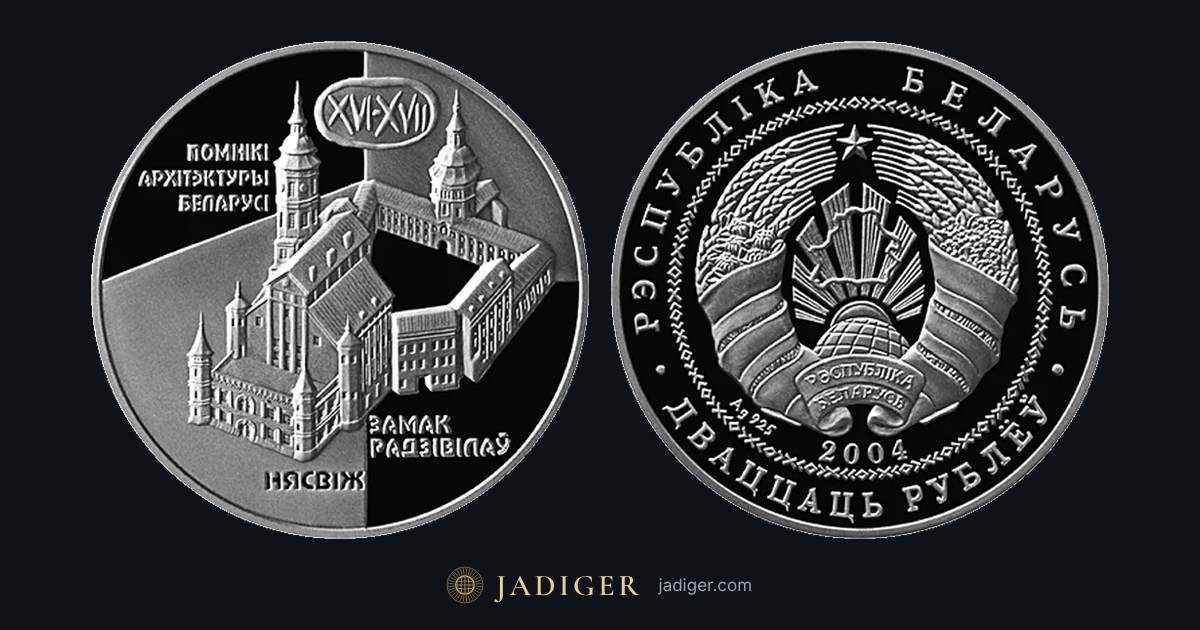 XVI-XVII
ПОМНІКІ
АРХІТЭКТУРЫ
БЕЛАРУСІ
ЗАМАК
РАДЗІВІЛАЎ
НЯСВІЖ
РЭСПУБЛІКА БЕЛАРУСЬ
РЭСПУБЛІКА
БЕЛАРУСЬ
Ag 925
2004
• ДВАЦЦАЦЬ РУБЛЁЎ •
JADIGER jadiger.com